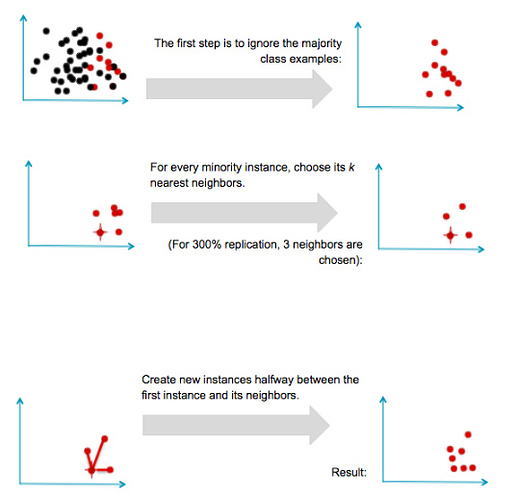 The first step is to ignore the majority
class examples:
For every minority instance, choose its k
nearest neighbors.
(For 300% replication, 3 neighbors are
chosen):
Create new instances halfway between the
first instance and its neighbors.
Result: